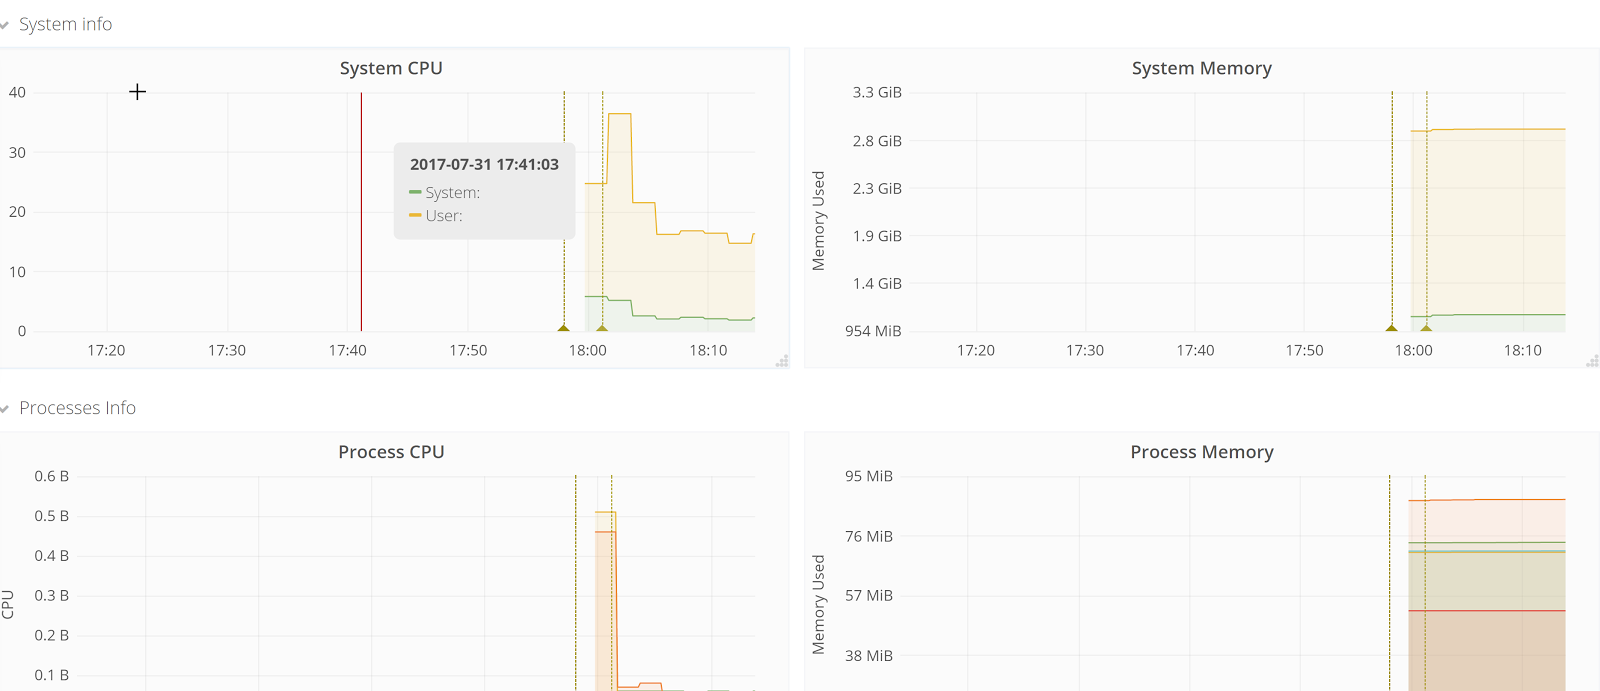 System info
System CPU
40
30
20
10
0
17:20 17:30 17:40 17:50 18:00 18:10
2017-07-31 17:41:03
System:
User:
System Memory
Memory Used
3.3 GiB
2.8 GiB
2.3 GiB
1.9 GiB
1.4 GiB
954 MiB
17:20 17:30 17:40 17:50 18:00 18:10
Processes Info
Process CPU
CPU
0.6 B
0.5 B
0.4 B
0.3 B
0.2 B
0.1 B
Process Memory
Memory Used
95 MiB
76 MiB
57 MiB
38 MiB